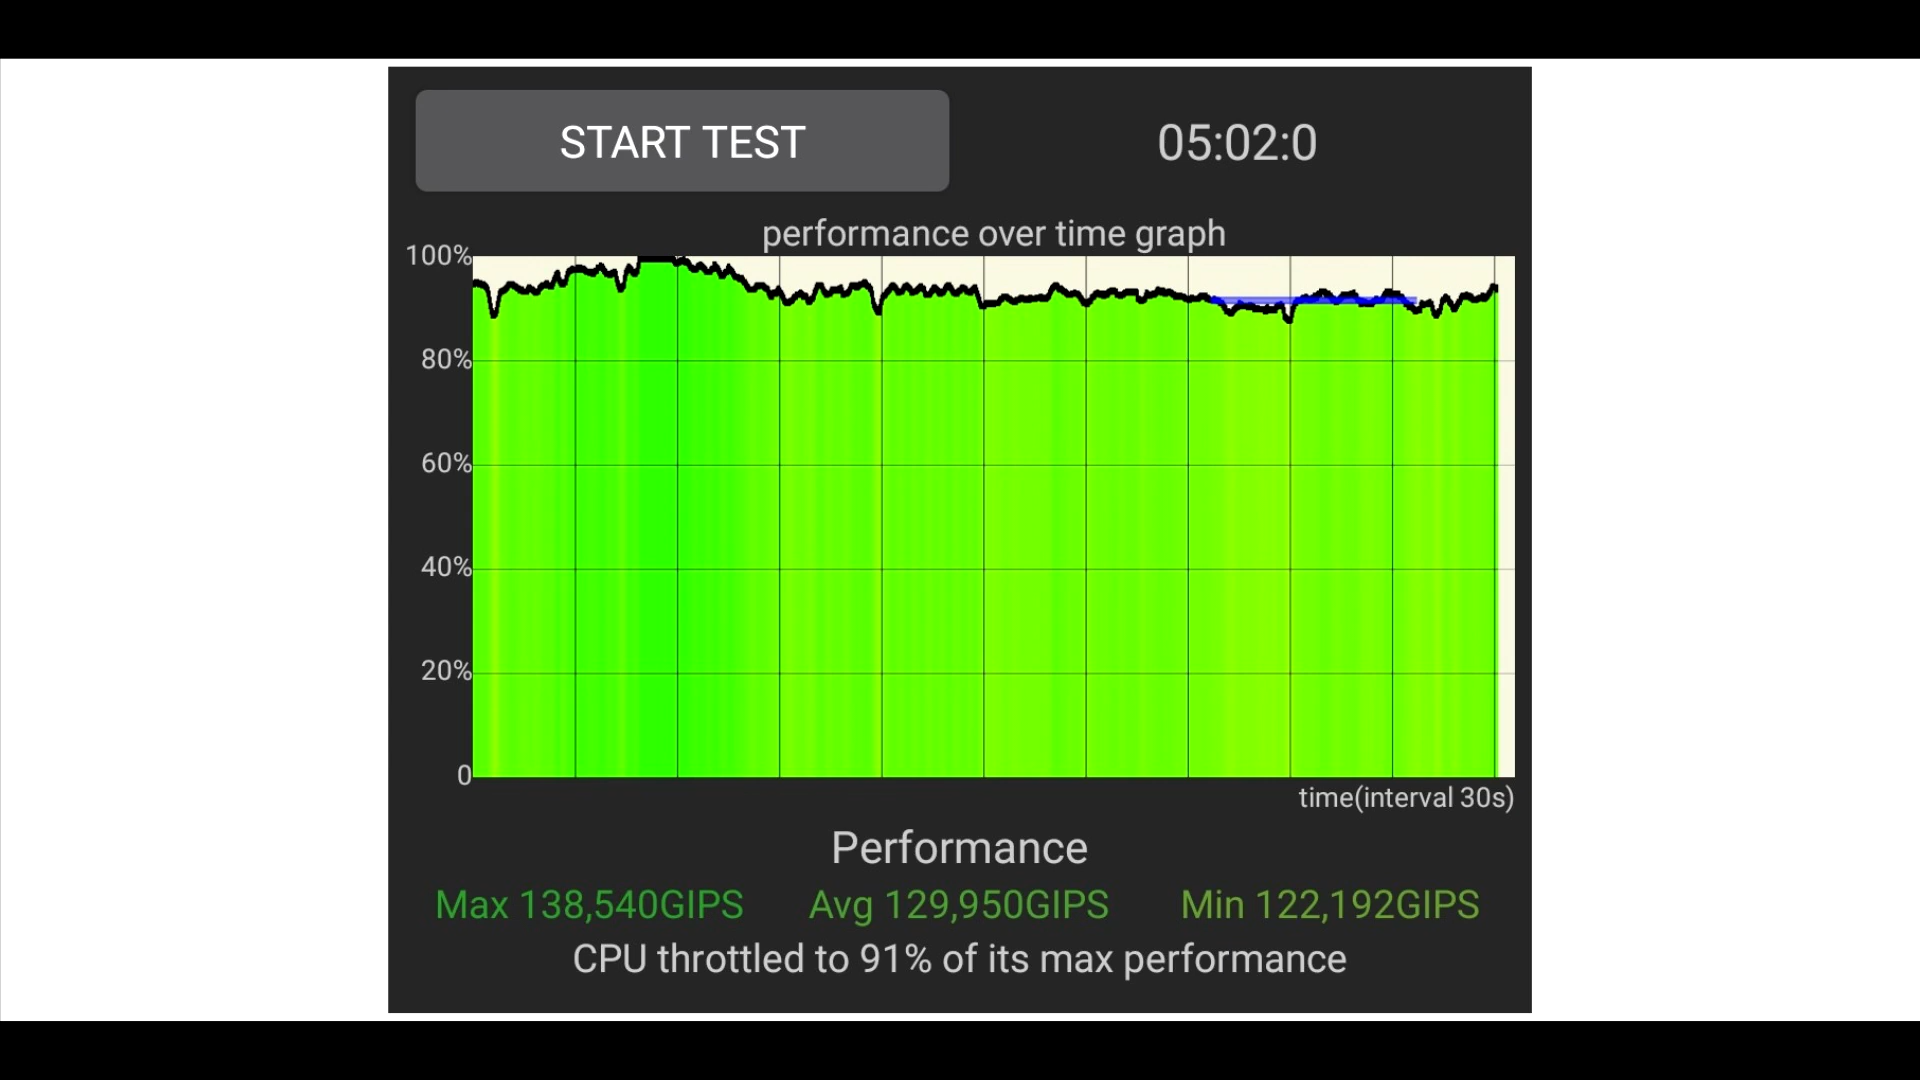 START TEST 05:02:0
performance over time graph
100%
80%
60%
40%
20%
0
time(interval 30s)
Performance
Max 138,540GIPS Avg 129,950GIPS Min 122,192GIPS
CPU throttled to 91% of its max performance